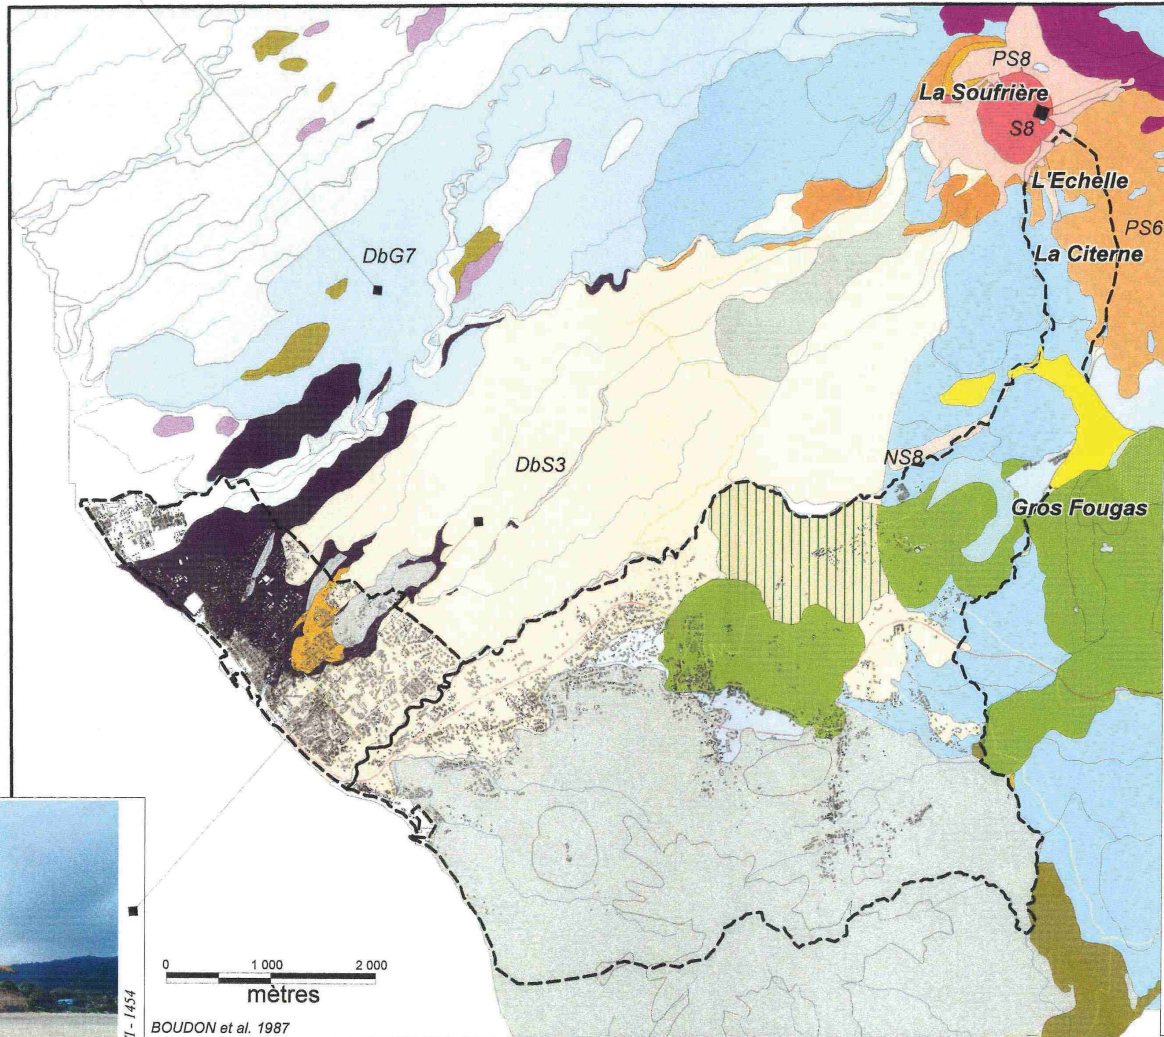 PS8
La Soufrière
S8
L'Echelle
PS6
La Citerne
DbG7
DbS3
NS8
Gros Fougas
0 1 000 2 000
mètres
BOUDON et al. 1987
- 1454